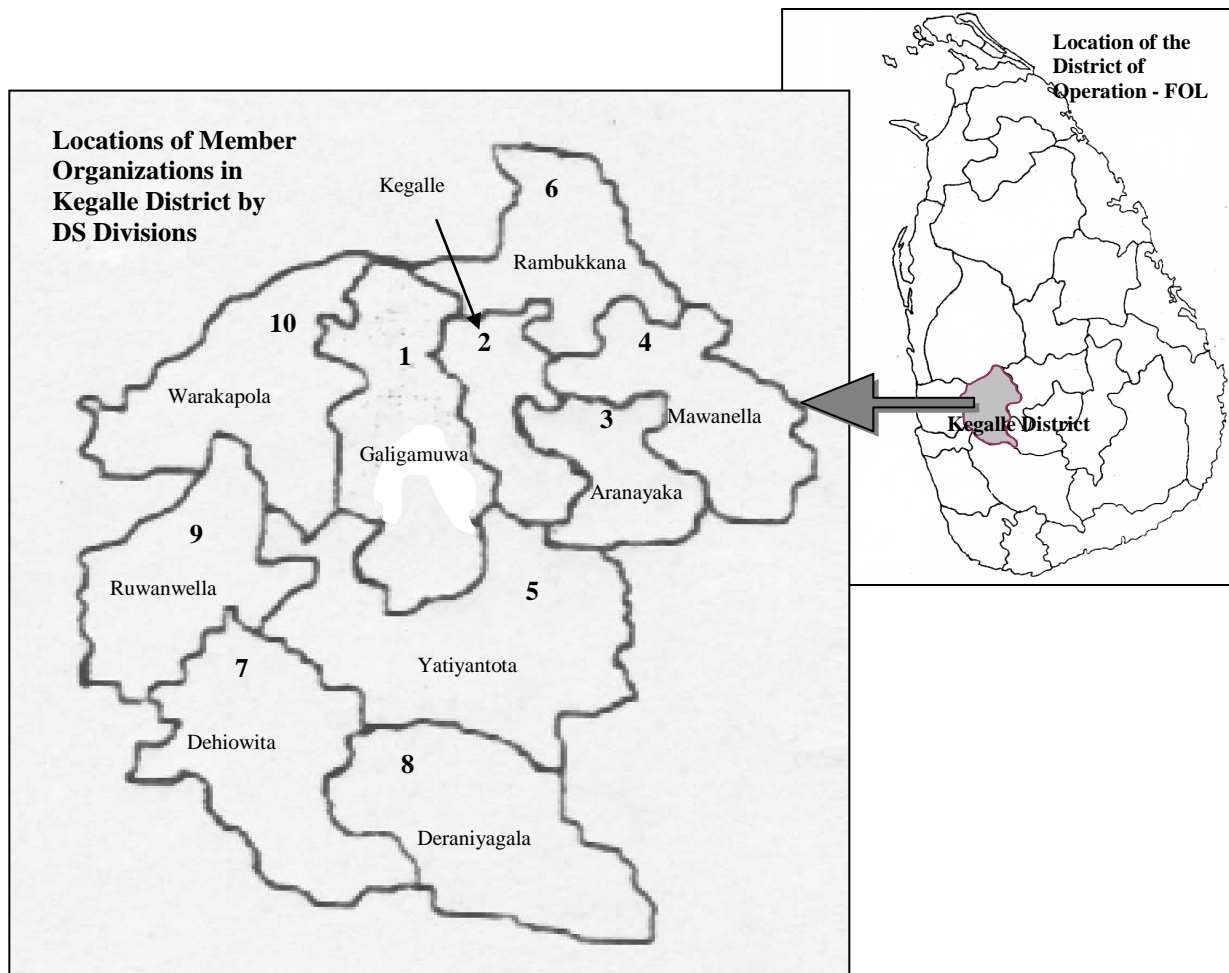 Location of the
District of
Operation - FOL
Locations of Member
Organizations in
Kegalle District by
DS Divisions
Kegalle
6
Rambukkana
10
1
2
4
Warakapola
3
Mawanella
Kegalle District
Galigamuwa
Aranayaka
9
Ruwanwella
5
7
Yatiyantota
Dehiowita
8
Deraniyagala